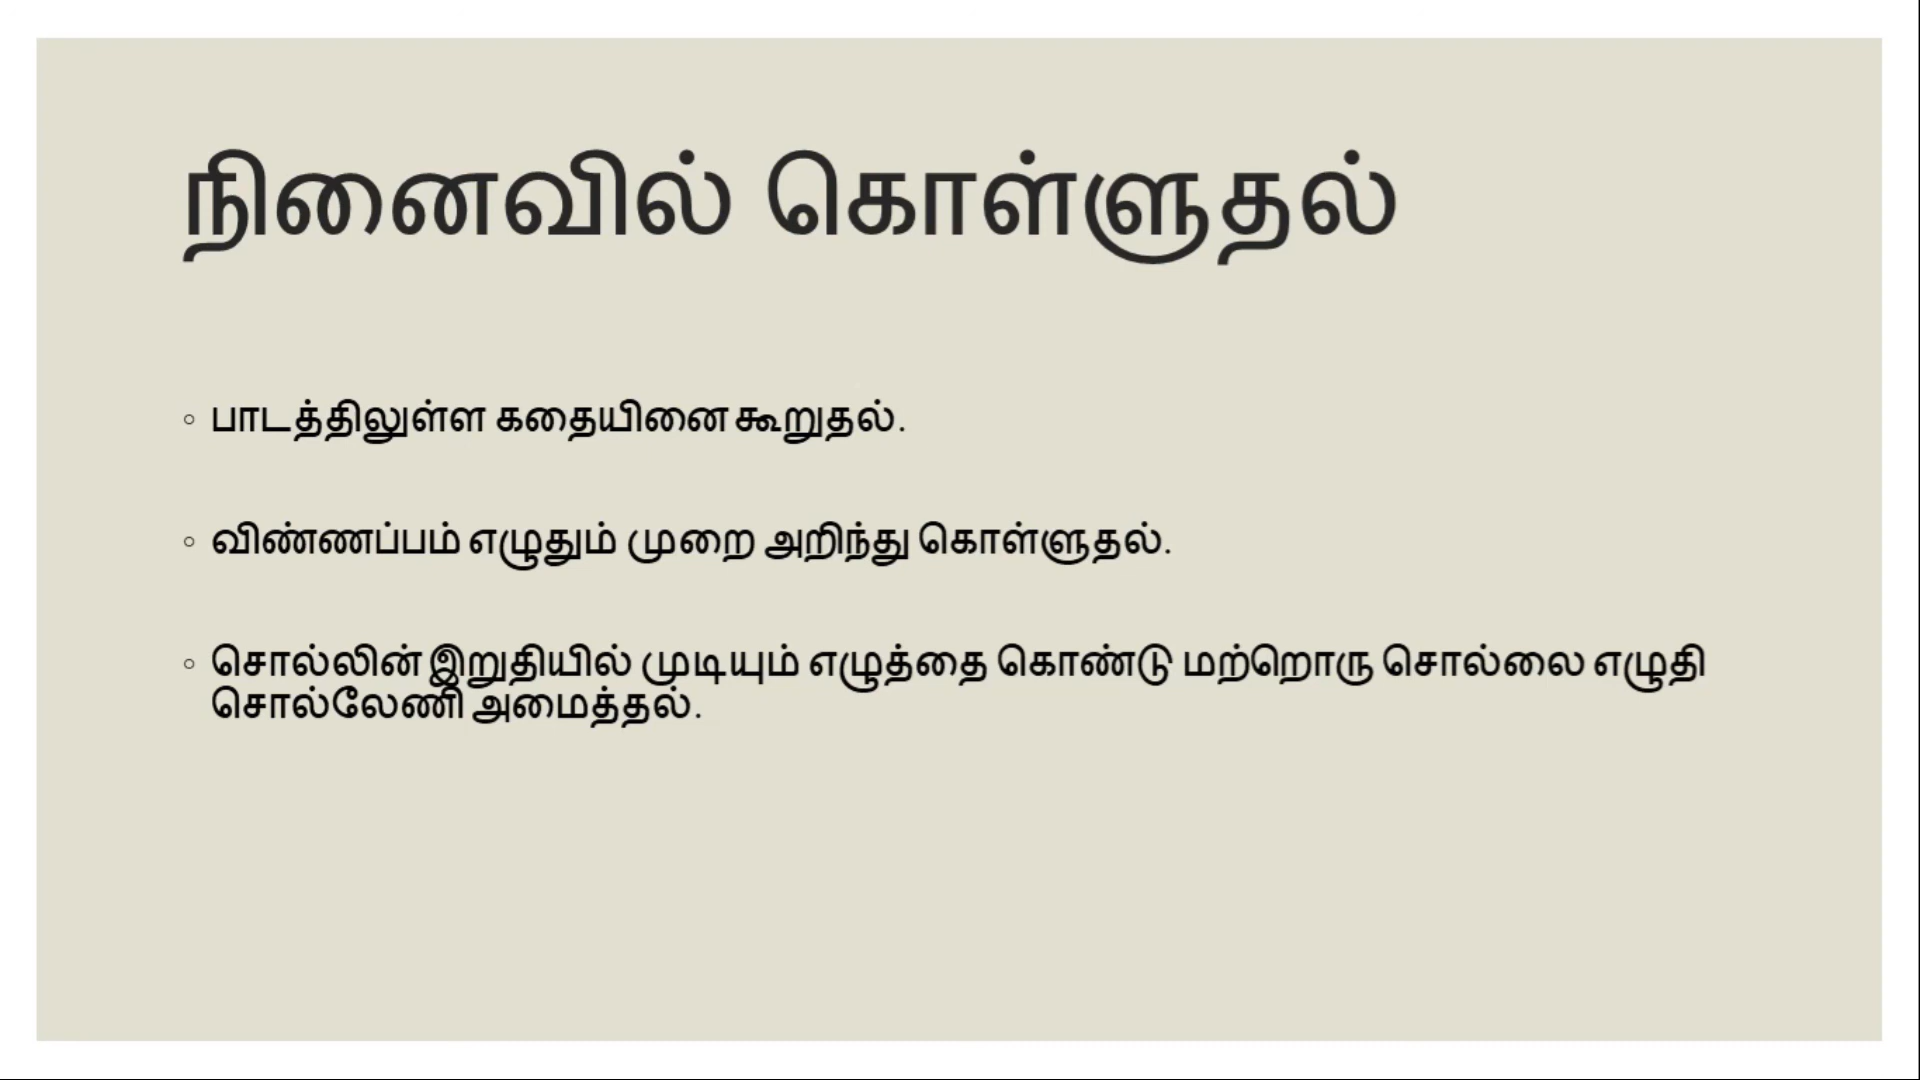 நினைவில் கொள்ளுதல்
◦ பாடத்திலுள்ள கதையினை கூறுதல்.
◦ விண்ணப்பம் எழுதும் முறை அறிந்து கொள்ளுதல்.
◦ சொல்லின் இறுதியில் முடியும் எழுத்தை கொண்டு மற்றொரு சொல்லை எழுதி
சொல்லேணி அமைத்தல்.